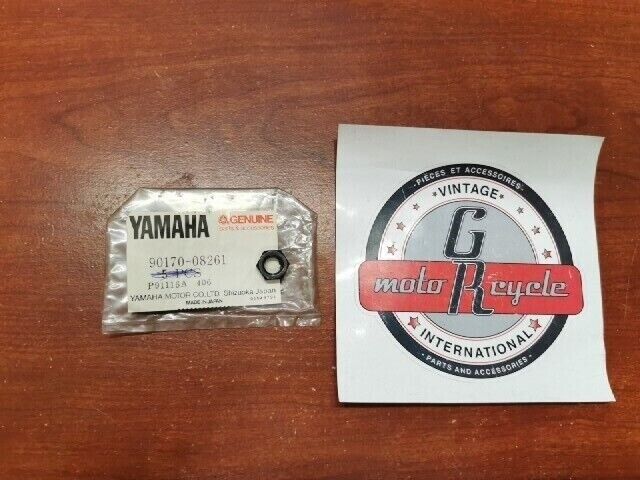 YAMAHA
GENUINE
parts & accessories
90170-08261
5 PCS
P91115A 406
YAMAHA MOTOR CO., LTD. Shizuoka Japan
MADE IN JAPAN
·PIÈCES ET ACCESSOIRES·
·VINTAGE·
G
moto R cycle
INTERNATIONAL
·PARTS AND ACCESSORIES·